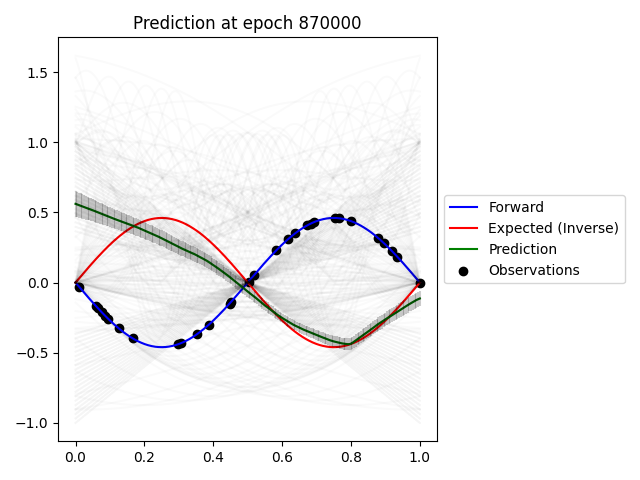 Prediction at epoch 870000
1.5
1.0
0.5
0.0
−0.5
−1.0
0.0
0.2
0.4
0.6
0.8
1.0
Forward
Expected (Inverse)
Prediction
Observations